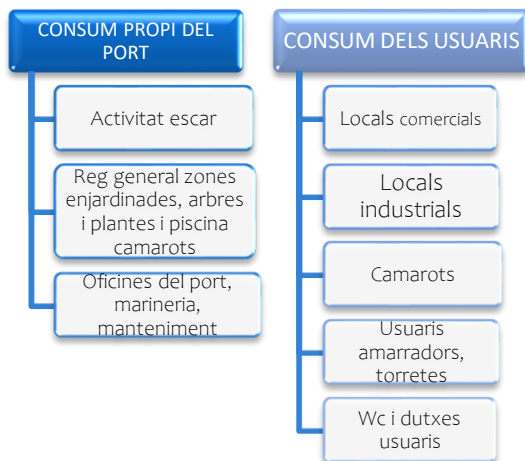 CONSUM PROPI DEL
PORT
Activitat escar
Reg general zones
enjardinades, arbres
i plantes i piscina
camarots
Oficines del port,
marineria,
manteniment
CONSUM DELS USUARIS
Locals comercials
Locals
industrials
Camarots
Usuaris
amarradors,
torretes
Wc i dutxes
usuaris